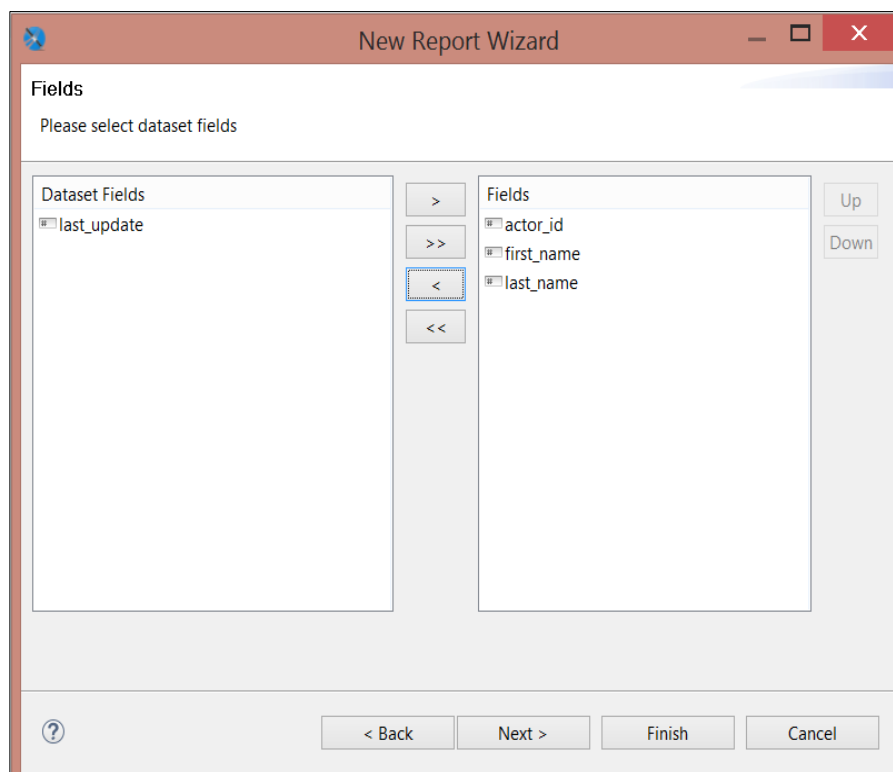 New Report Wizard
Fields
Please select dataset fields
Dataset Fields
last_update
>
>>
<
<<
Fields
actor_id
first_name
last_name
Up
Down
?
< Back
Next >
Finish
Cancel